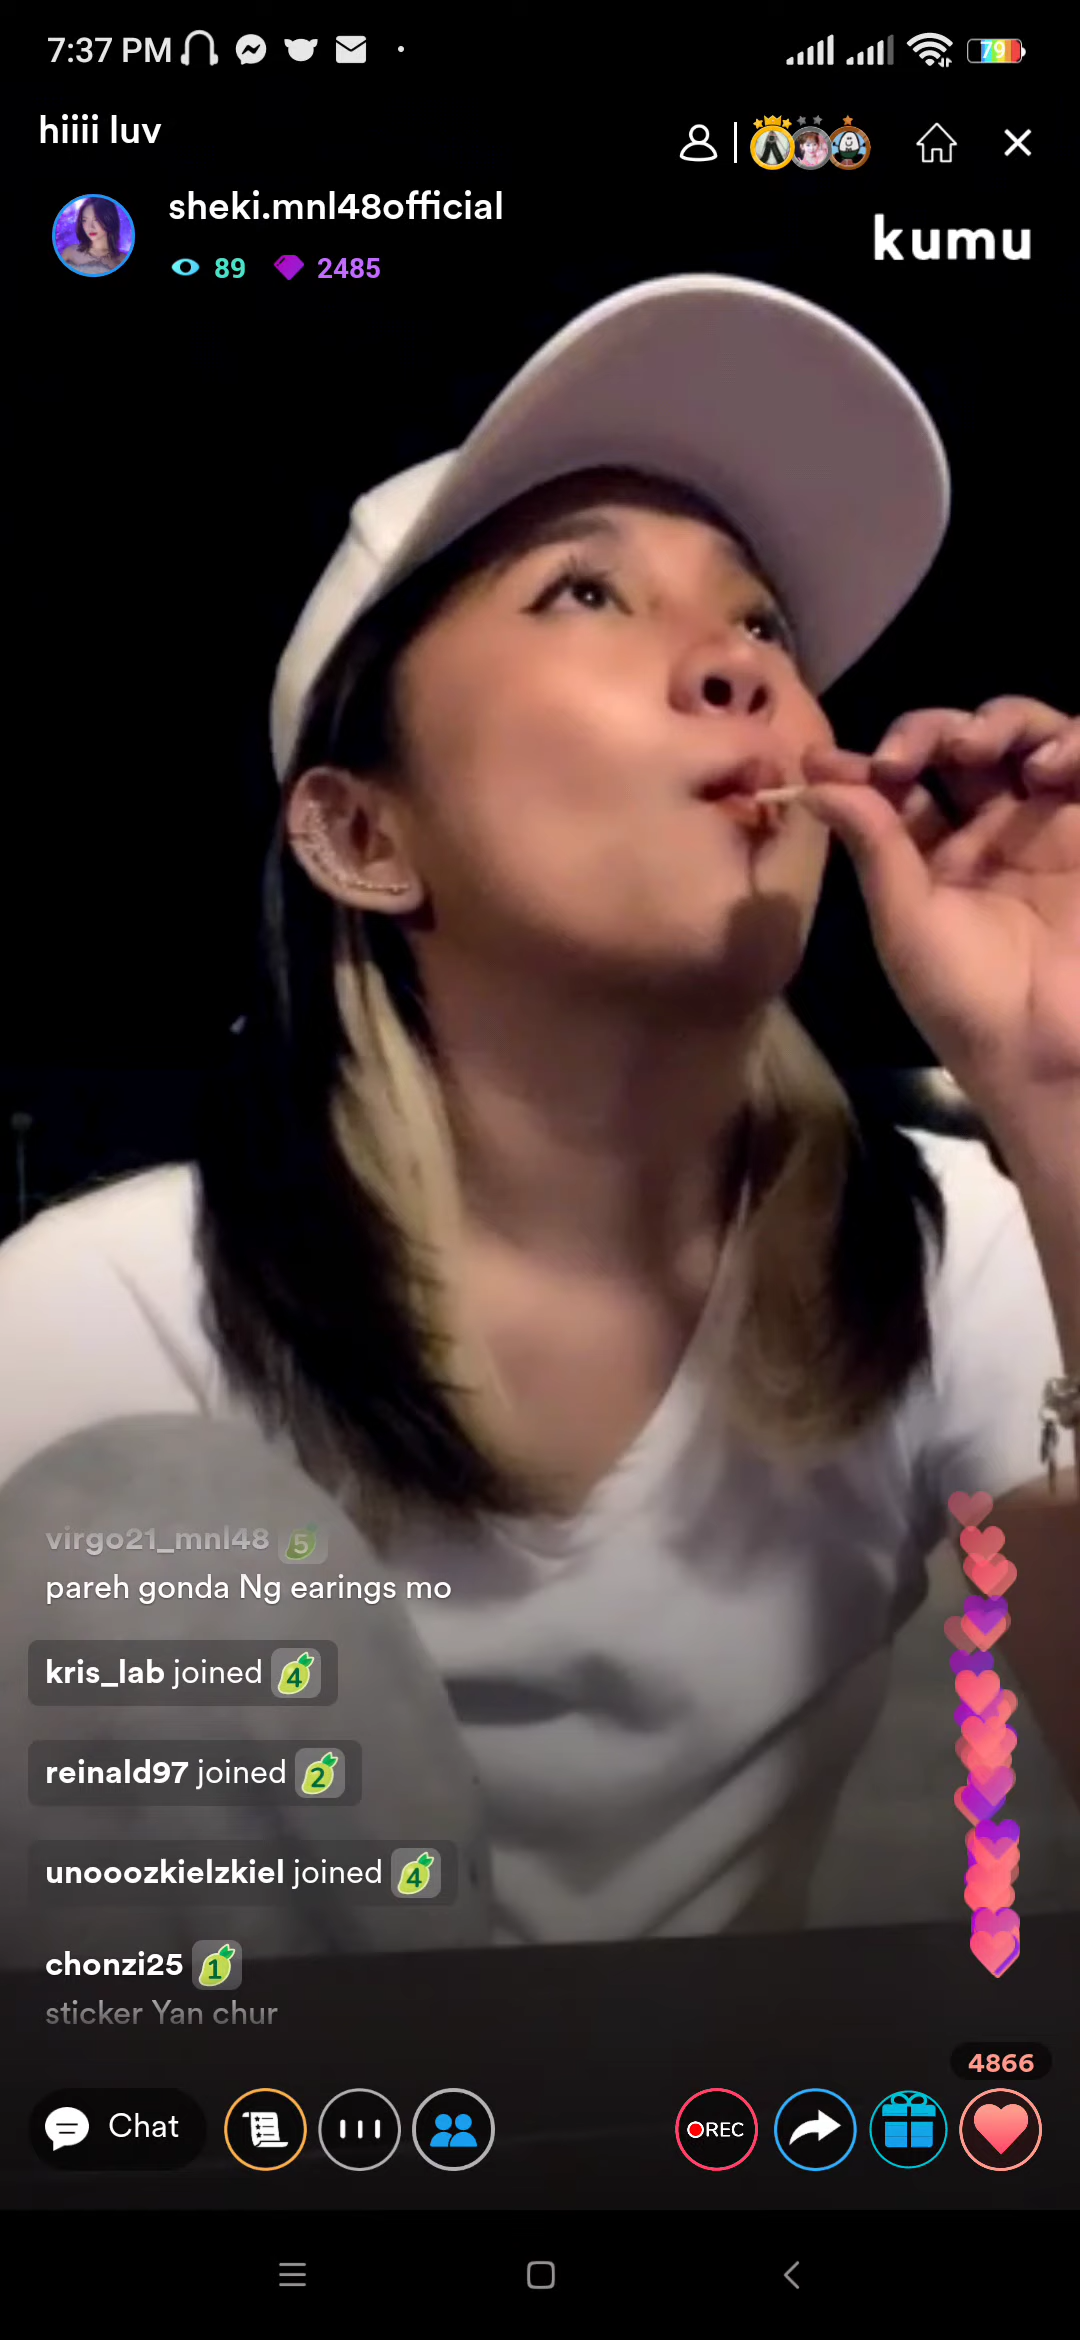 7:37 PM
79
hiiii luv
sheki.mnl48official
89 2485
kumu
virgo21_mnl48 5
pareh gonda Ng earings mo
kris_lab joined 4
reinald97 joined 2
unooozkielzkiel joined 4
chonzi25 1
sticker Yan chur
4866
Chat
REC